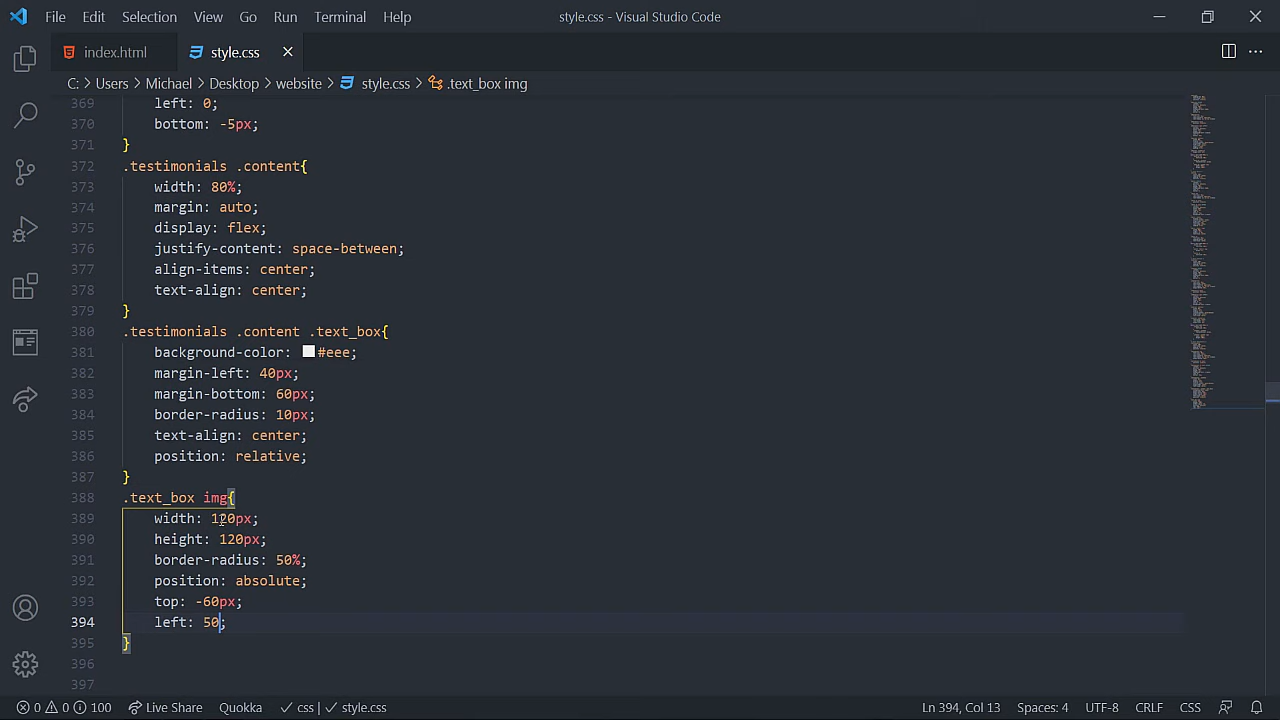 File Edit Selection View Go Run Terminal Help style.css - Visual Studio Code
index.html style.css
C: > Users > Michael > Desktop > website > style.css > .text_box img
369 left: 0;
370 bottom: -5px;
371 }
372 .testimonials .content{
373 width: 80%;
374 margin: auto;
375 display: flex;
376 justify-content: space-between;
377 align-items: center;
378 text-align: center;
379 }
380 .testimonials .content .text_box{
381 background-color: #eee;
382 margin-left: 40px;
383 margin-bottom: 60px;
384 border-radius: 10px;
385 text-align: center;
386 position: relative;
387 }
388 .text_box img{
389 width: 120px;
390 height: 120px;
391 border-radius: 50%;
392 position: absolute;
393 top: -60px;
394 left: 50;
395 }
396
397
0 0 100 Live Share Quokka css | style.css Ln 394, Col 13 Spaces: 4 UTF-8 CRLF CSS